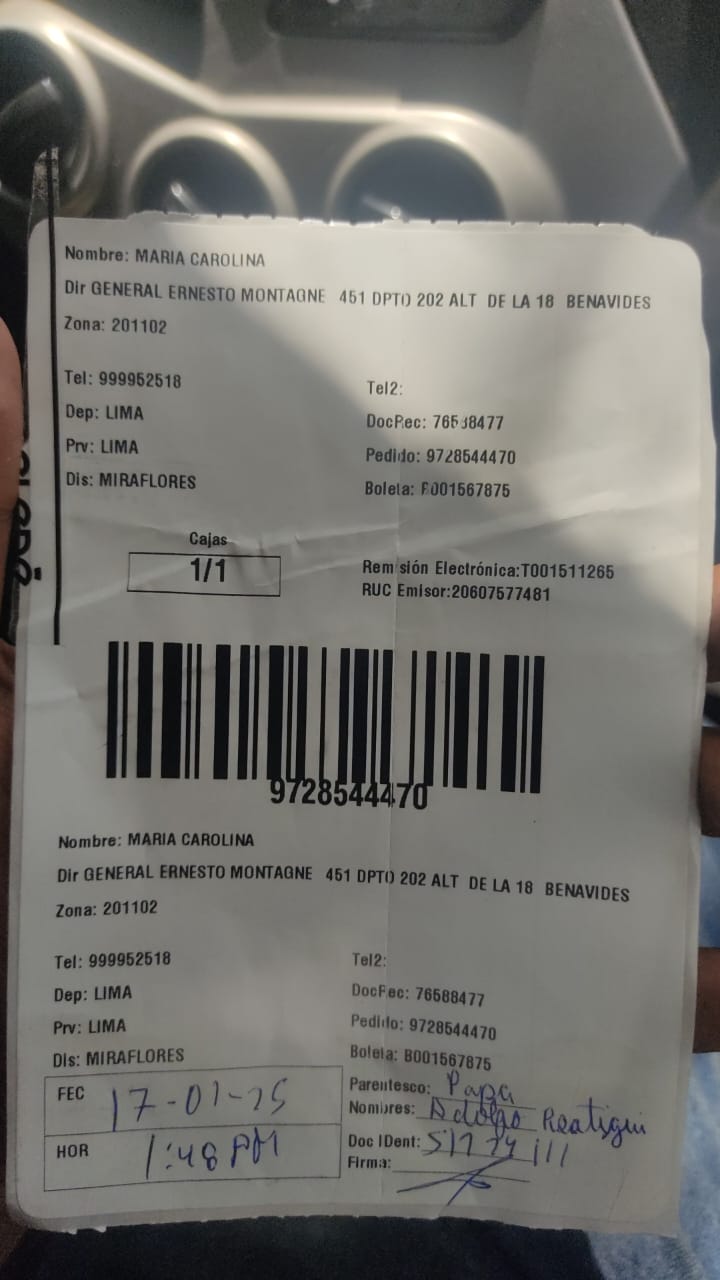 Nombre: MARIA CAROLINA
Dir GENERAL ERNESTO MONTAGNE 451 DPTO 202 ALT DE LA 18 BENAVIDES
Zona: 201102
Tel: 999952518 Tel2:
Dep: LIMA DocRec: 76588477
Prv: LIMA Pedido: 9728544470
Dis: MIRAFLORES Boleta: B001567875
Cajas
1/1
Remisión Electrónica:T001511265
RUC Emisor:20607577481
9728544470
Nombre: MARIA CAROLINA
Dir GENERAL ERNESTO MONTAGNE 451 DPTO 202 ALT DE LA 18 BENAVIDES
Zona: 201102
Tel: 999952518 Tel2:
Dep: LIMA DocRec: 76588477
Prv: LIMA Pedido: 9728544470
Dis: MIRAFLORES Boleta: B001567875
FEC 17-01-25 Parentesco: Papa
Nombres:
HOR 1:48 PM Doc IDent:
Firma: